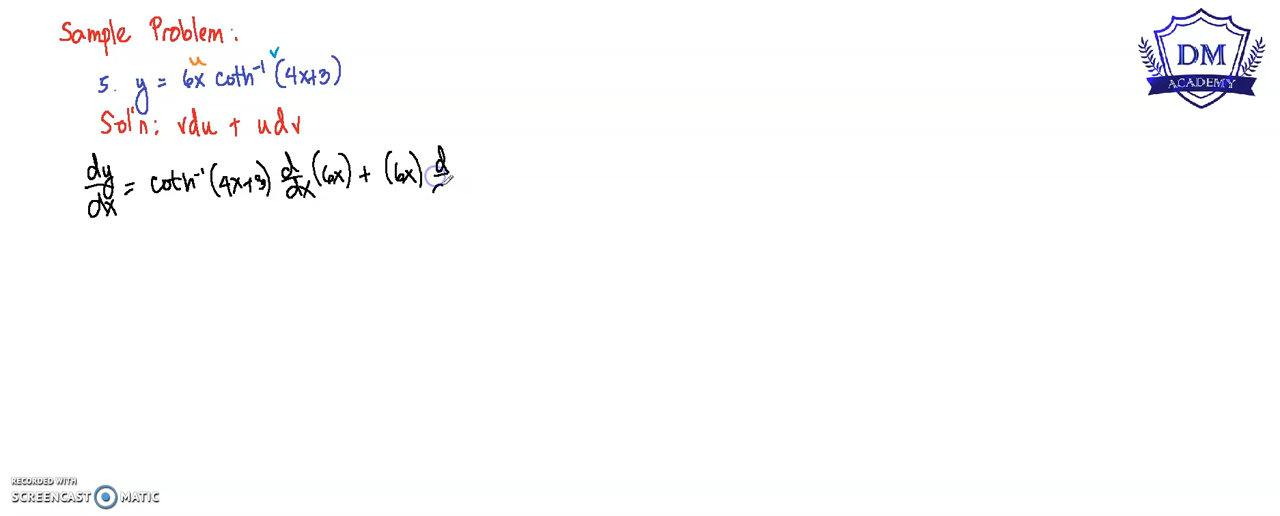 Sample Problem:
5. y = 6x coth⁻¹ (4x+3)
u
v
Sol'n: vdu + udv
dy/dx = coth⁻¹ (4x+3) d/dx (6x) + (6x) d
DM
ACADEMY
RECORDED WITH
SCREENCAST MATIC